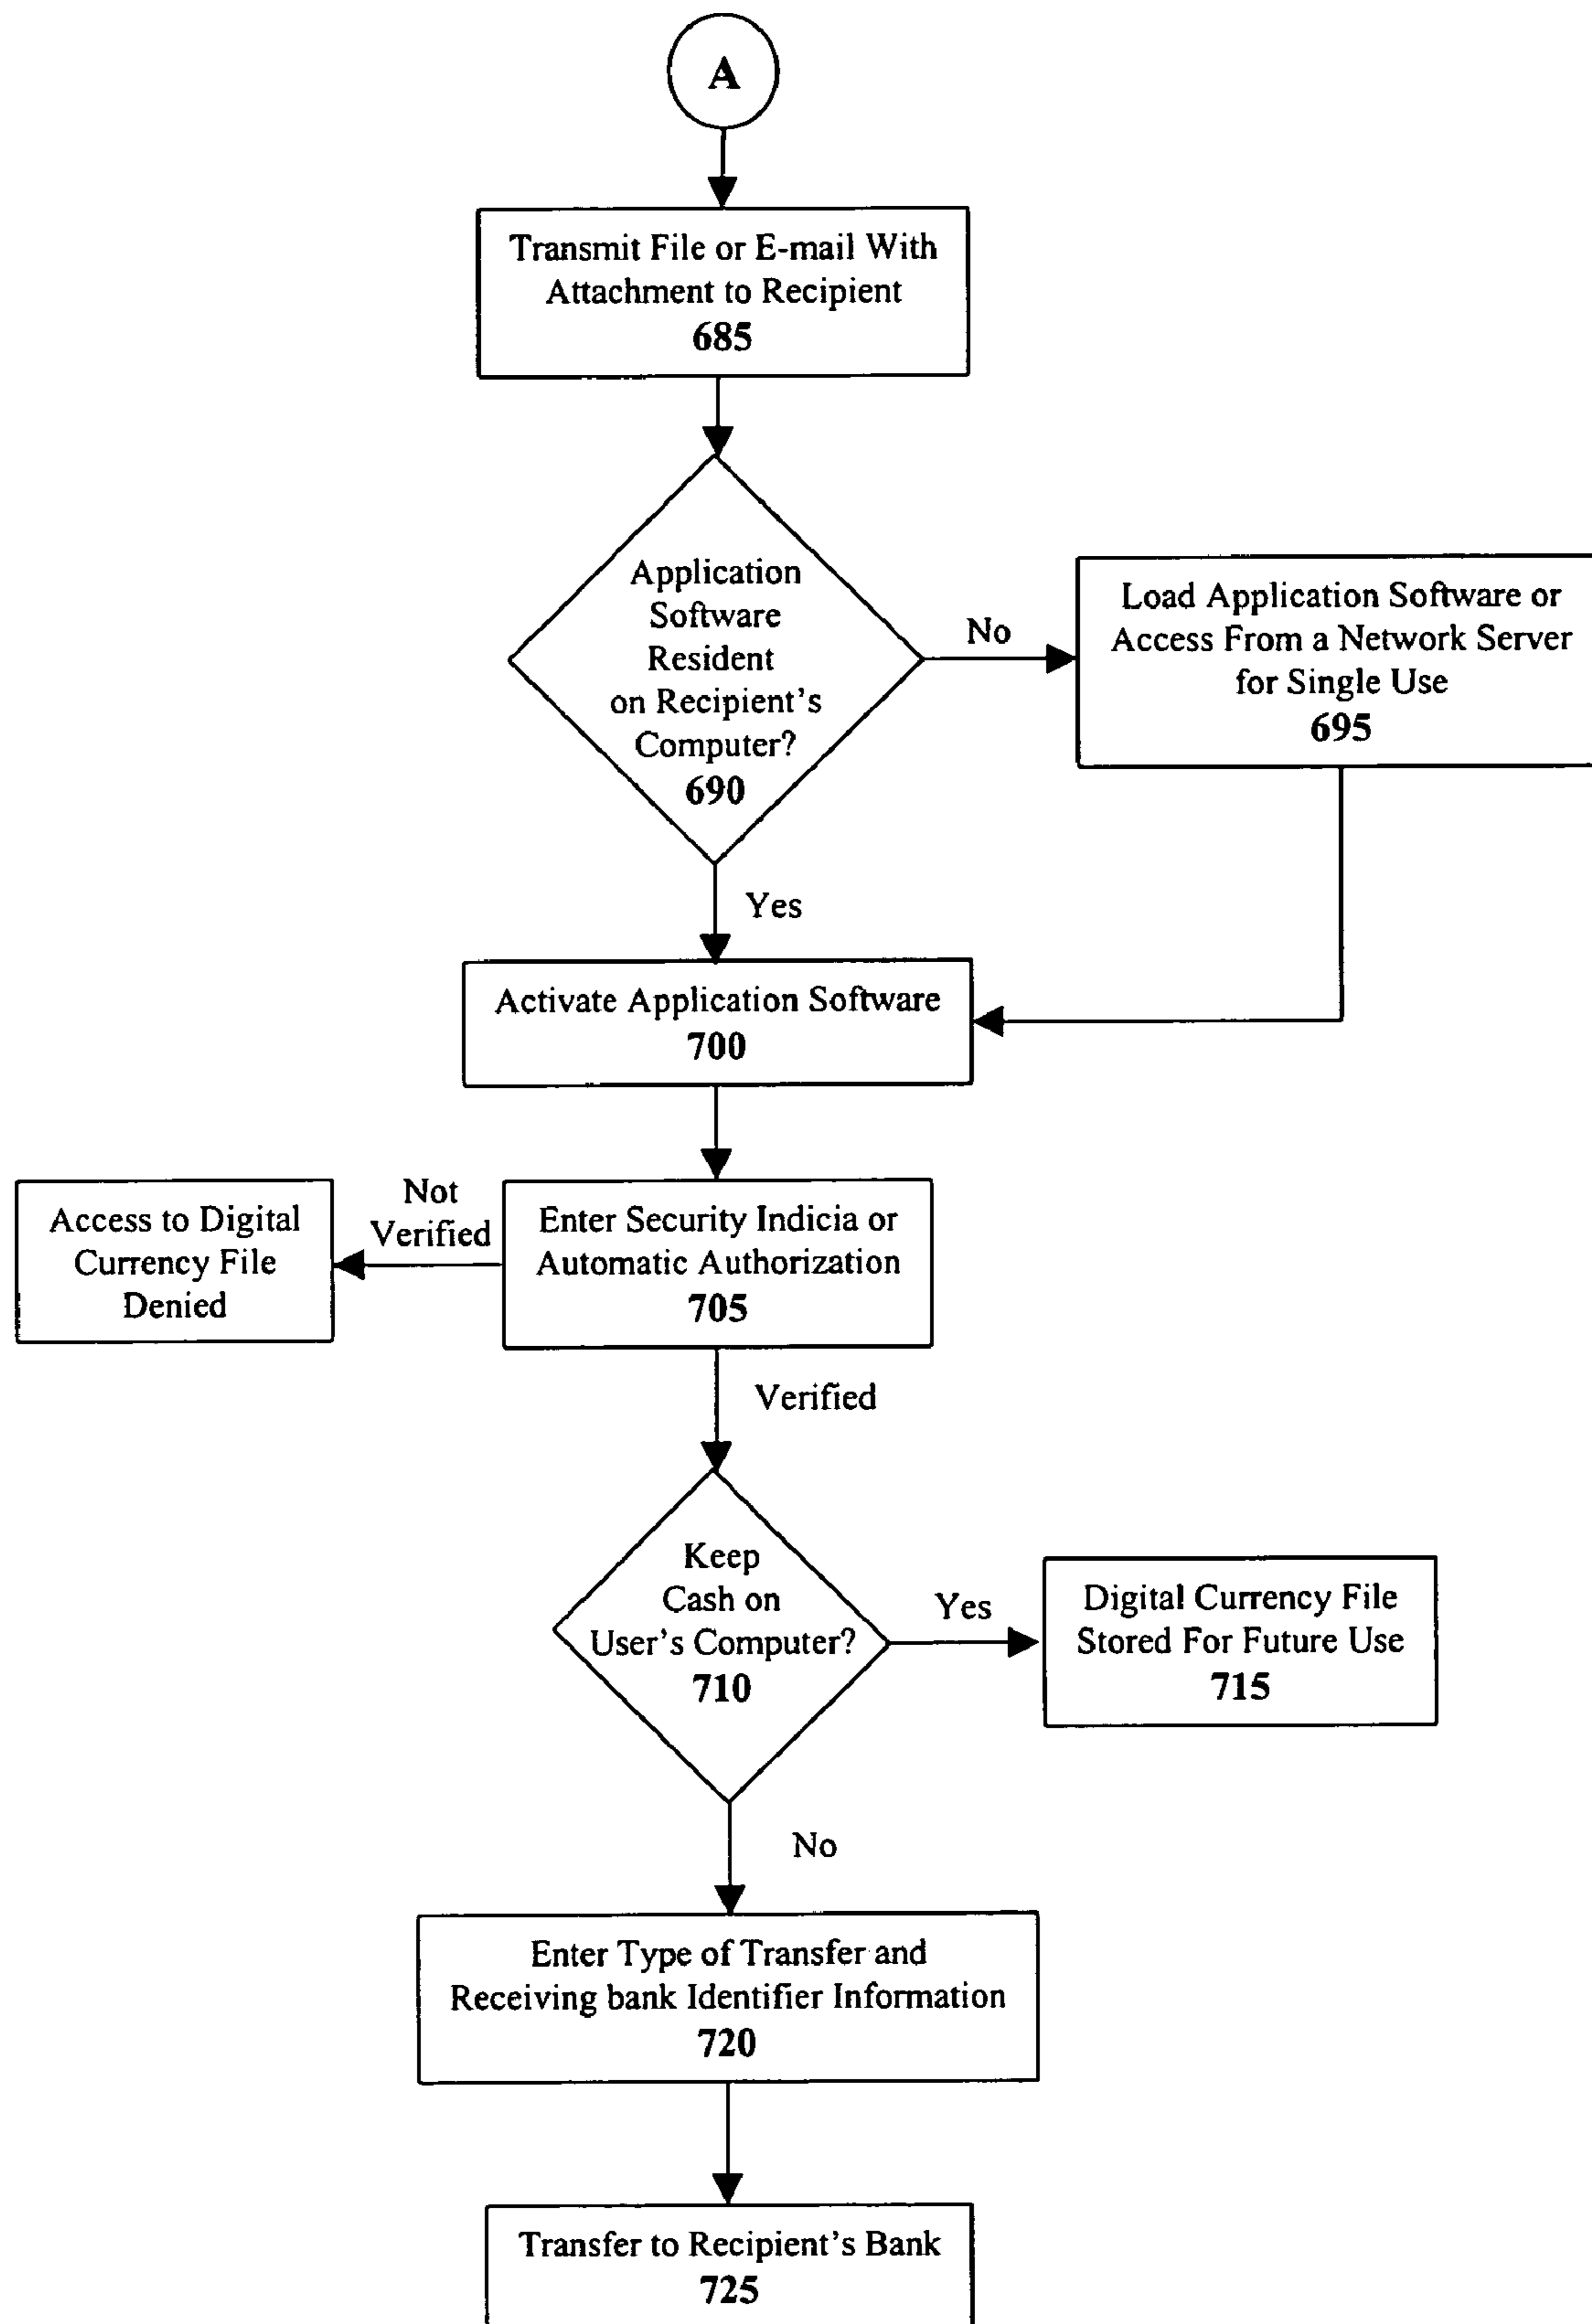 A
Transmit File or E-mail With
Attachment to Recipient
685
Application
Software
Resident
on Recipient's
Computer?
690
No
Load Application Software or
Access From a Network Server
for Single Use
695
Yes
Activate Application Software
700
Access to Digital
Currency File
Denied
Not
Verified
Enter Security Indicia or
Automatic Authorization
705
Verified
Keep
Cash on
User's Computer?
710
Yes
Digital Currency File
Stored For Future Use
715
No
Enter Type of Transfer and
Receiving bank Identifier Information
720
Transfer to Recipient's Bank
725